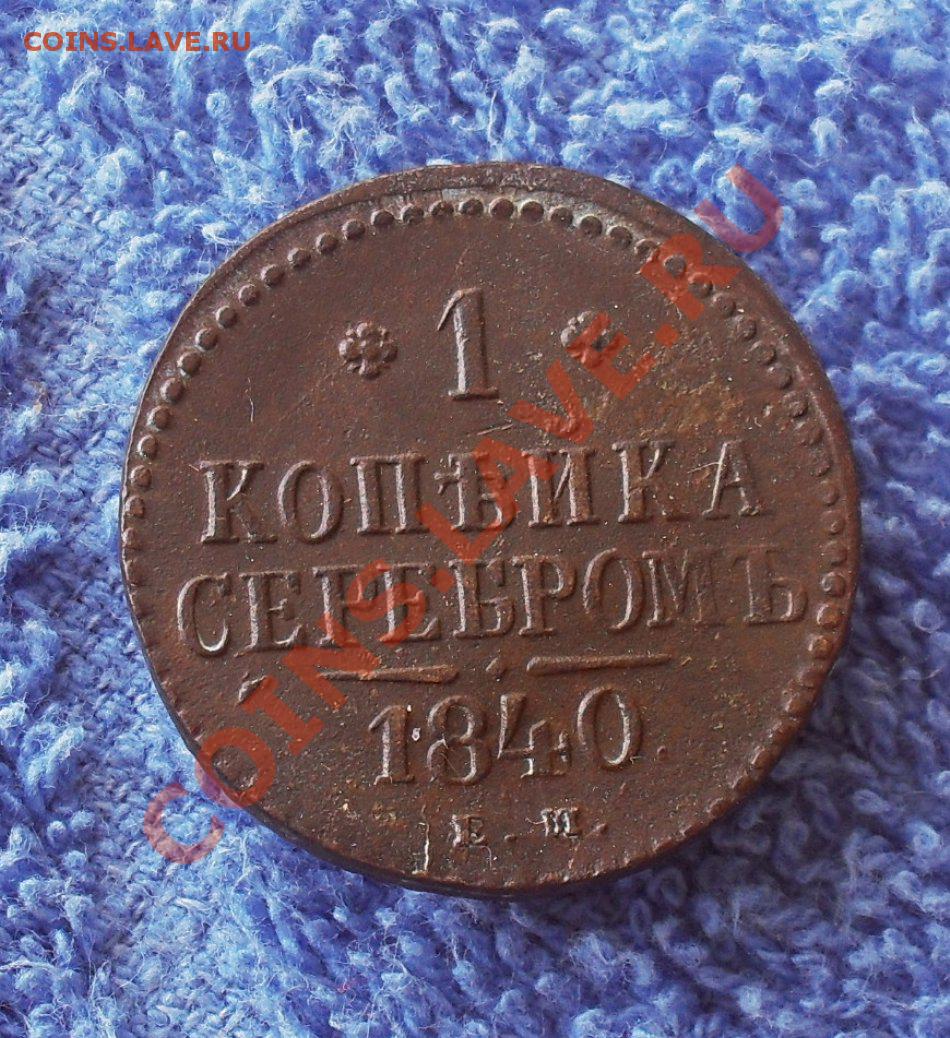 COINS.LAVE.RU
1
КОПѢЙКА
СЕРЕБРОМЪ
1840.
Е. М.
COINS.LAVE.RU